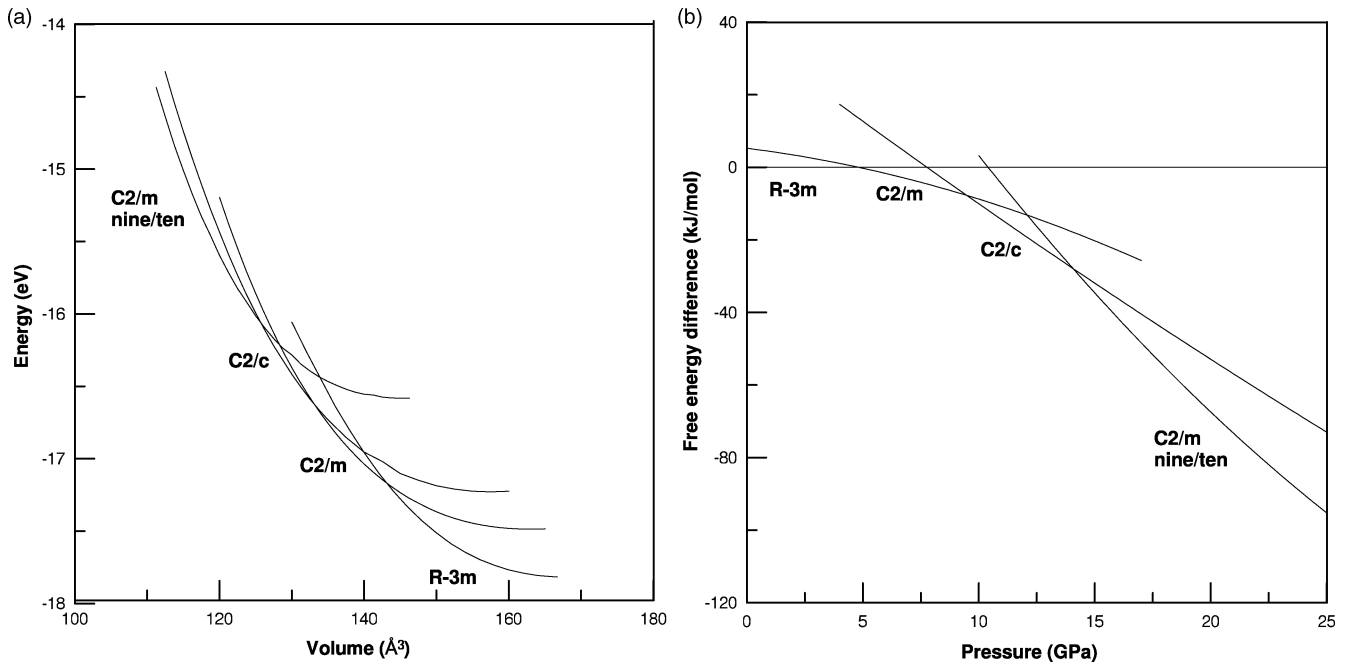 (a)
-14
-15
-16
-17
-18
Energy (eV)
C2/m
nine/ten
C2/c
C2/m
R-3m
100
120
140
160
180
Volume (Å³)
(b)
40
0
-40
-80
-120
Free energy difference (kJ/mol)
R-3m
C2/m
C2/c
C2/m
nine/ten
0
5
10
15
20
25
Pressure (GPa)